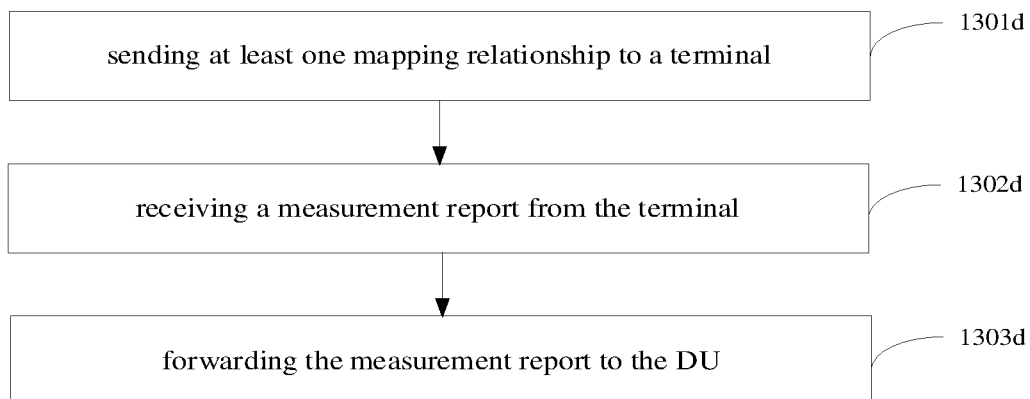 sending at least one mapping relationship to a terminal
1301d
receiving a measurement report from the terminal
1302d
forwarding the measurement report to the DU
1303d